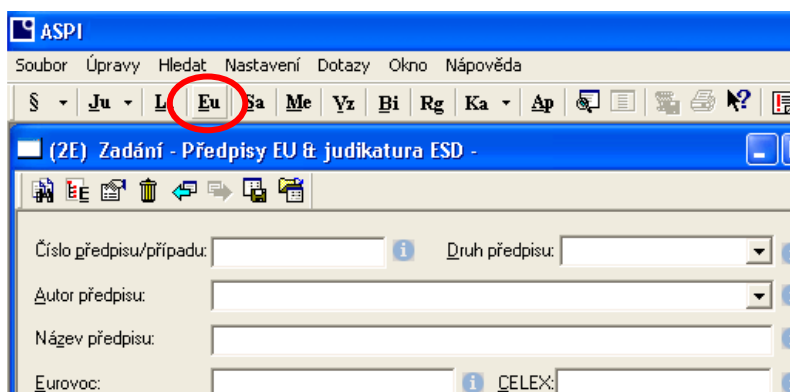 ASPI
Soubor Úpravy Hledat Nastavení Dotazy Okno Nápověda
§ Ju L Eu Sa Me Vz Bi Rg Ka Ap
(2E) Zadání - Předpisy EU & judikatura ESD -
Číslo předpisu/případu: Druh předpisu:
Autor předpisu:
Název předpisu:
Eurovoc: CELEX: